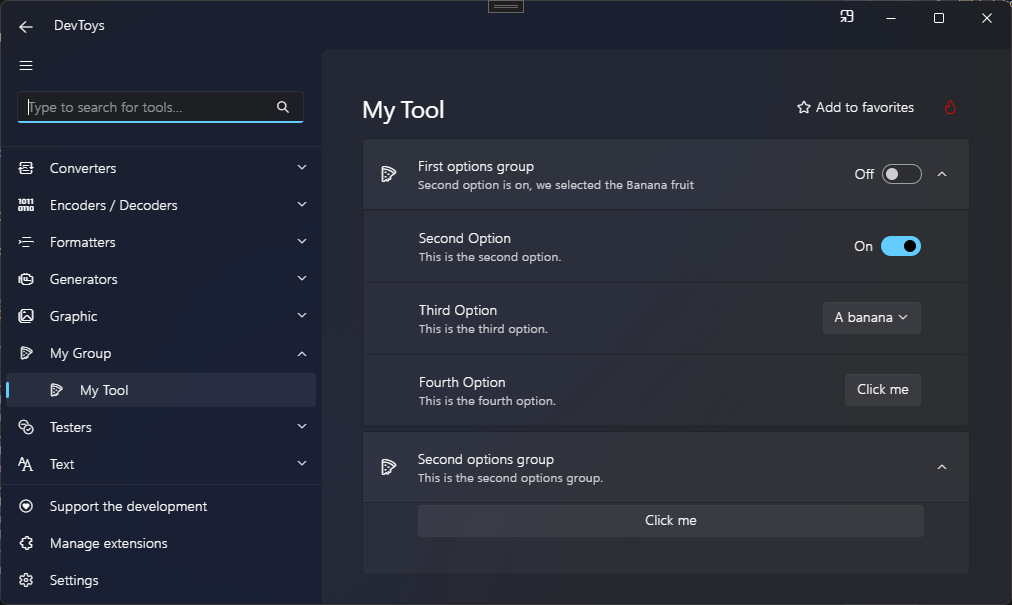 DevToys
Type to search for tools...
Converters
1011
0110
Encoders / Decoders
Formatters
Generators
Graphic
My Group
My Tool
Testers
Text
Support the development
Manage extensions
Settings
My Tool
Add to favorites
First options group
Second option is on, we selected the Banana fruit
Off
Second Option
This is the second option.
On
Third Option
This is the third option.
A banana
Fourth Option
This is the fourth option.
Click me
Second options group
This is the second options group.
Click me